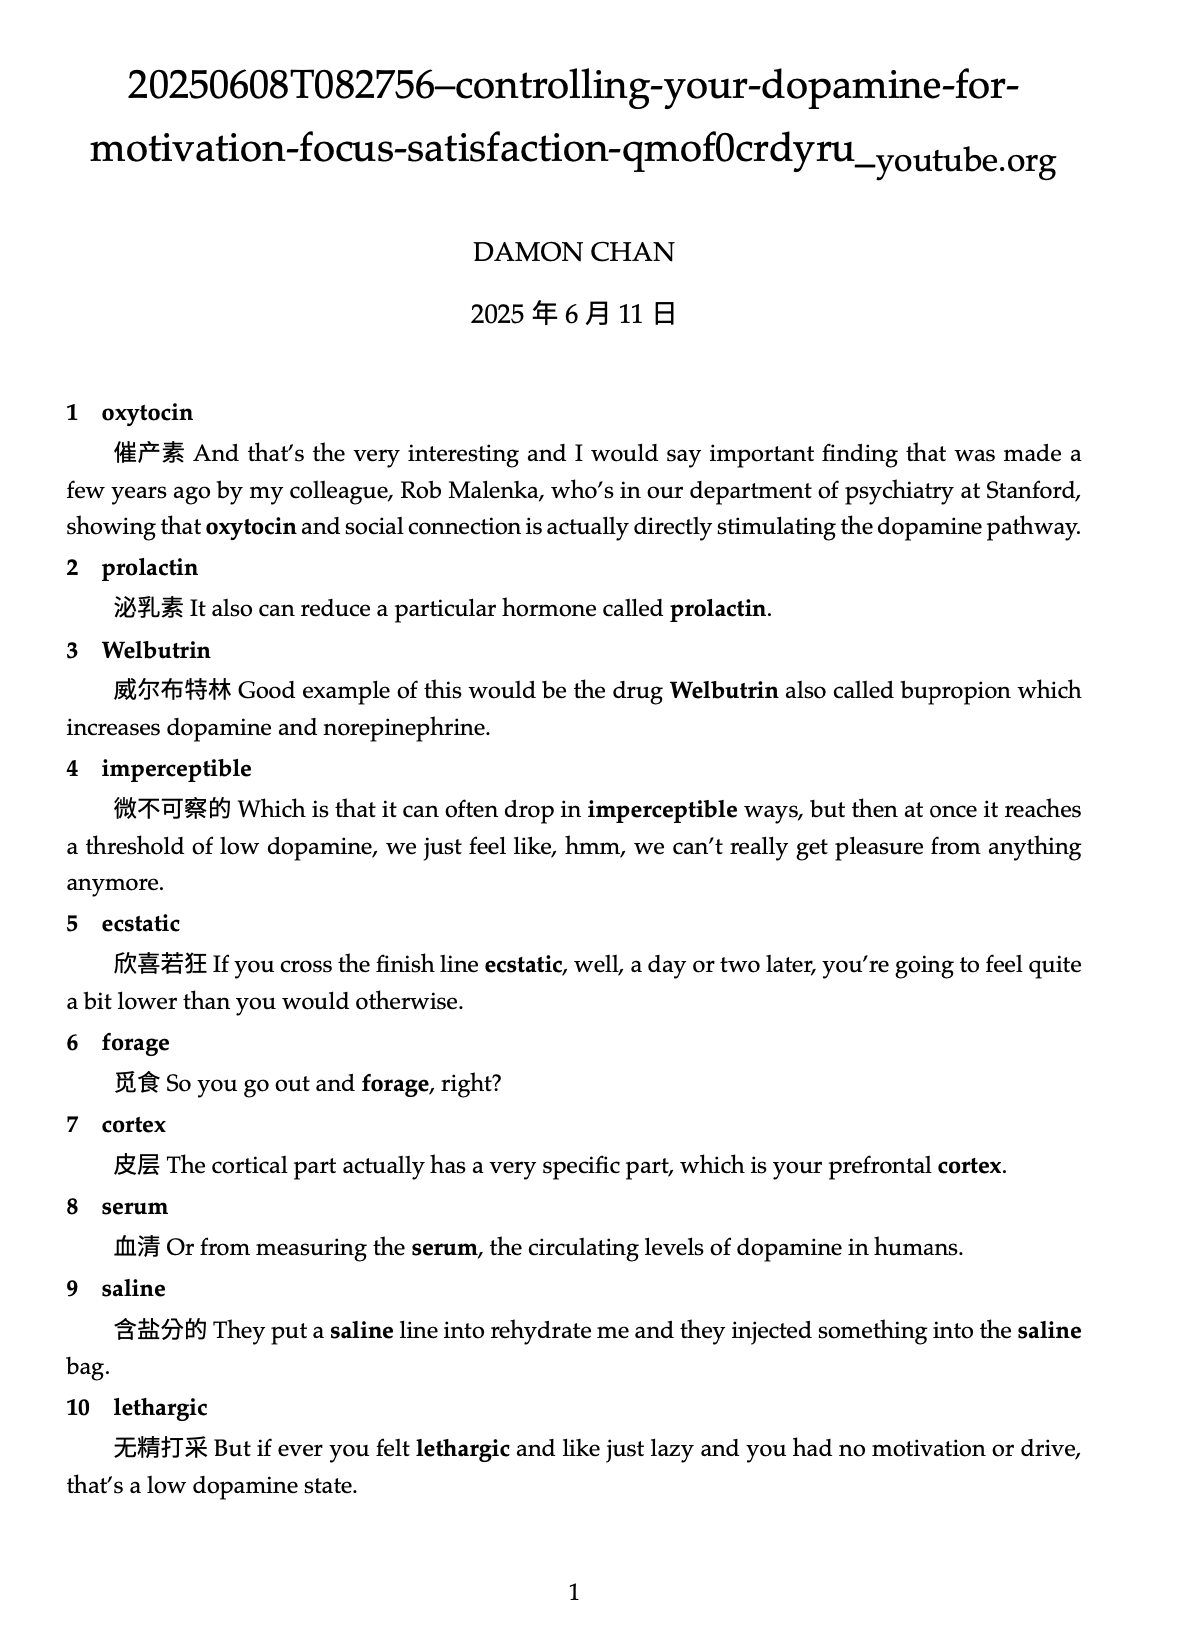 20250608T082756–controlling-your-dopamine-for-
motivation-focus-satisfaction-qmof0crdyru_youtube.org
DAMON CHAN
2025 年 6 月 11 日
1 oxytocin
催产素 And that’s the very interesting and I would say important finding that was made a
few years ago by my colleague, Rob Malenka, who’s in our department of psychiatry at Stanford,
showing that oxytocin and social connection is actually directly stimulating the dopamine pathway.
2 prolactin
泌乳素 It also can reduce a particular hormone called prolactin.
3 Welbutrin
威尔布特林 Good example of this would be the drug Welbutrin also called bupropion which
increases dopamine and norepinephrine.
4 imperceptible
微不可察的 Which is that it can often drop in imperceptible ways, but then at once it reaches
a threshold of low dopamine, we just feel like, hmm, we can’t really get pleasure from anything
anymore.
5 ecstatic
欣喜若狂 If you cross the finish line ecstatic, well, a day or two later, you’re going to feel quite
a bit lower than you would otherwise.
6 forage
觅食 So you go out and forage, right?
7 cortex
皮层 The cortical part actually has a very specific part, which is your prefrontal cortex.
8 serum
血清 Or from measuring the serum, the circulating levels of dopamine in humans.
9 saline
含盐分的 They put a saline line into rehydrate me and they injected something into the saline
bag.
10 lethargic
无精打采 But if ever you felt lethargic and like just lazy and you had no motivation or drive,
that’s a low dopamine state.
1